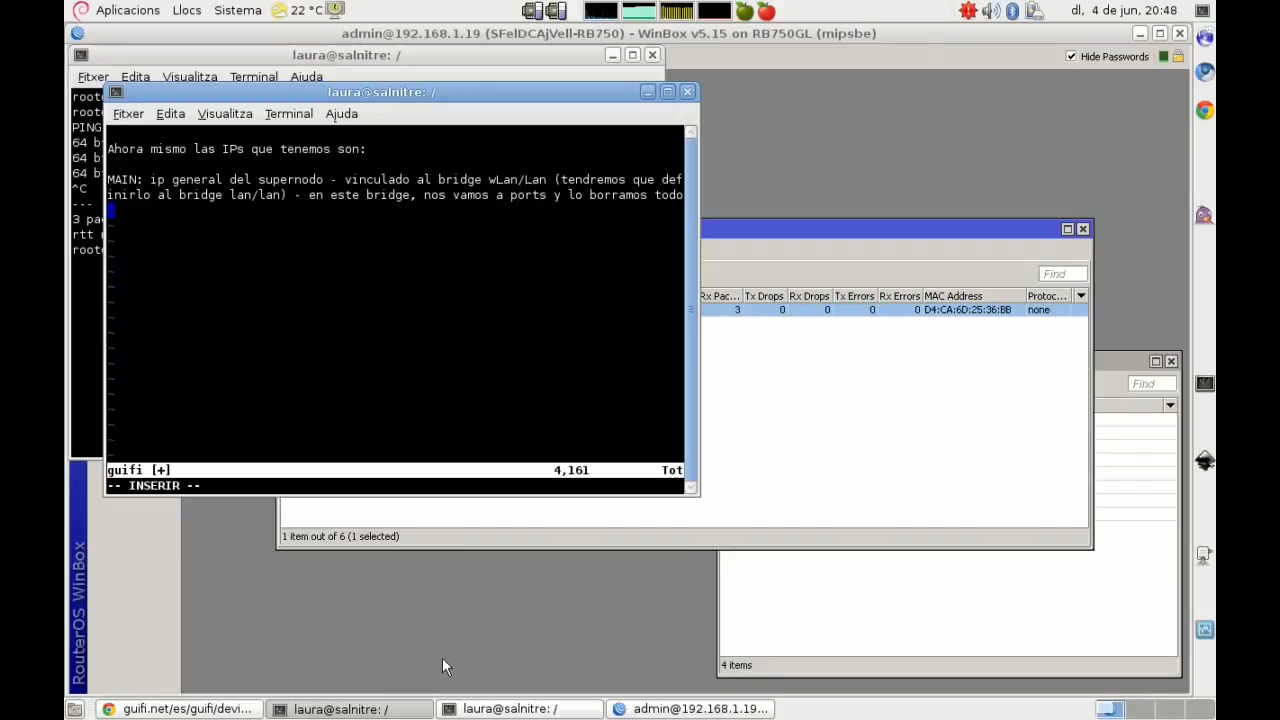 Aplicacions Llocs Sistema 22 °C dl, 4 de jun, 20:48
admin@192.168.1.19 (SFelDCAjVell-RB750) - WinBox v5.15 on RB750GL (mipsbe)
laura@salnitre: /
Hide Passwords
Fitxer Edita Visualitza Terminal Ajuda
PING
64 b
64 b
64 b
^C
---
3 pa
rtt
laura@salnitre: /
Fitxer Edita Visualitza Terminal Ajuda
Ahora mismo las IPs que tenemos son:
MAIN: ip general del supernodo - vinculado al bridge wLan/Lan (tendremos que def
inirlo al bridge lan/lan) - en este bridge, nos vamos a ports y lo borramos todo
guifi [+] 4,161 Tot
-- INSERIR --
Find
Rx Pac... Tx Drops Rx Drops Tx Errors Rx Errors MAC Address Protoc...
3 0 0 0 0 D4:CA:6D:25:36:BB none
1 item out of 6 (1 selected)
Find
4 items
RouterOS WinBox
guifi.net/es/guifi/devi... laura@salnitre: / laura@salnitre: / admin@192.168.1.19...